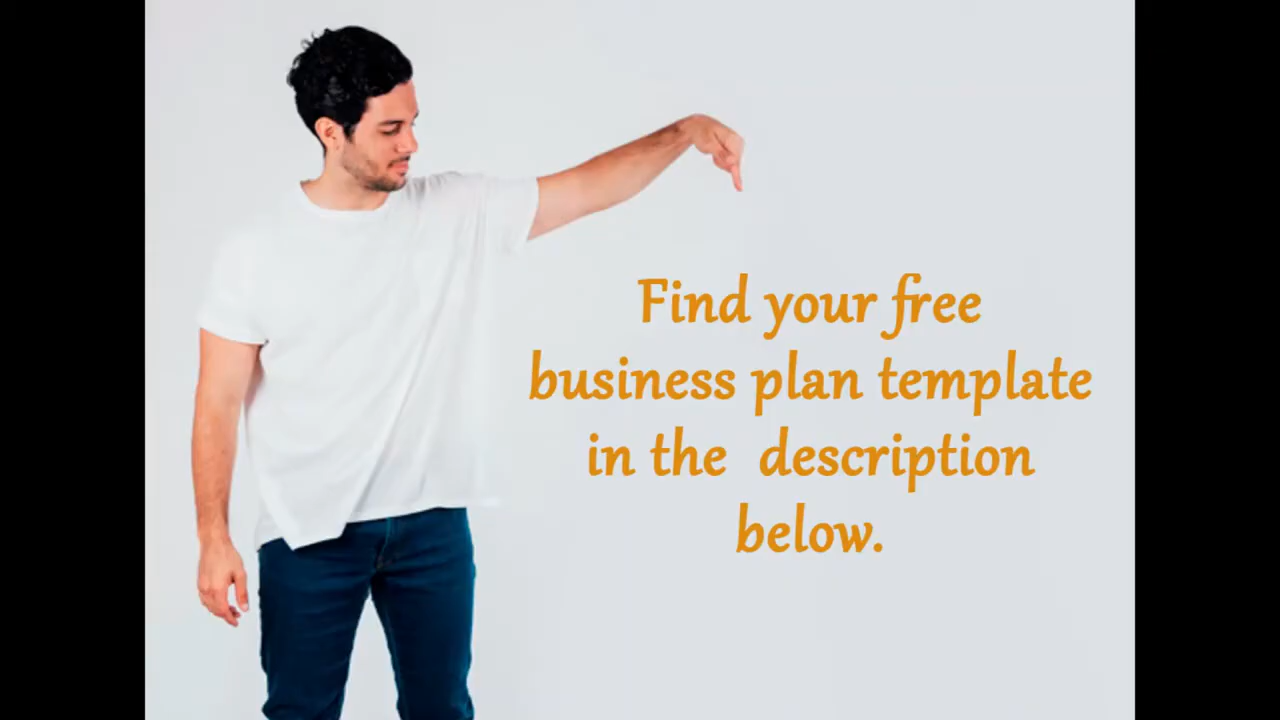 Find your free
business plan template
in the  description
below.